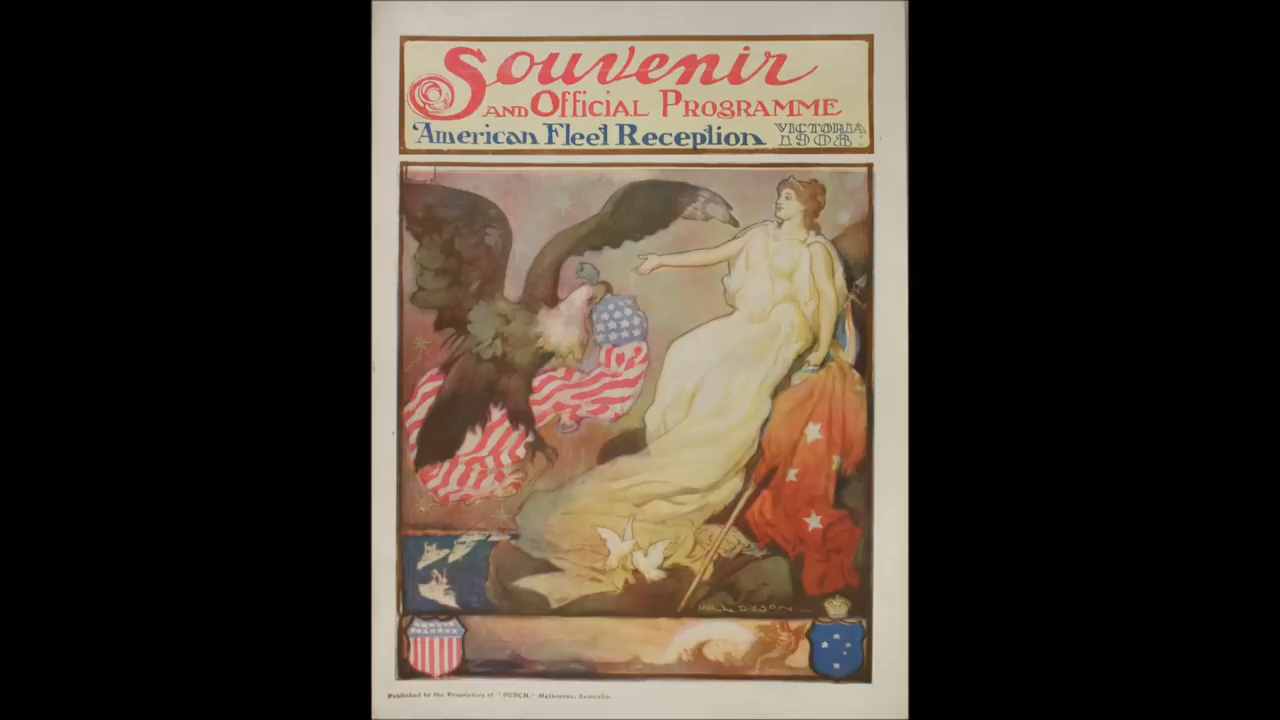 Souvenir
AND Official Programme
American Fleet Reception VICTORIA
1908
WILL DYSON
Published by the Proprietors of "PUNCH," Melbourne, Australia.